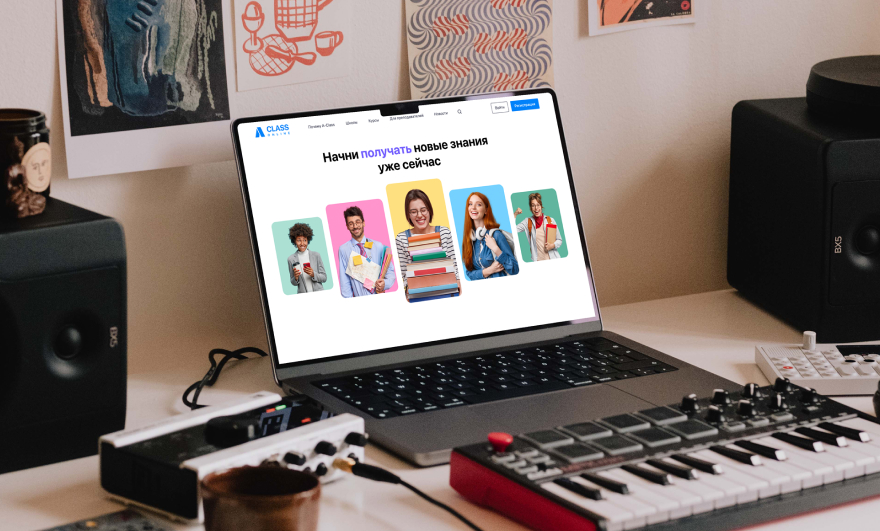 CLASS
ONLINE
Почему A-Class
Школы
Курсы
Для преподавателей
Новости
Войти
Регистрация
Начни получать новые знания
уже сейчас
BX5
BX5